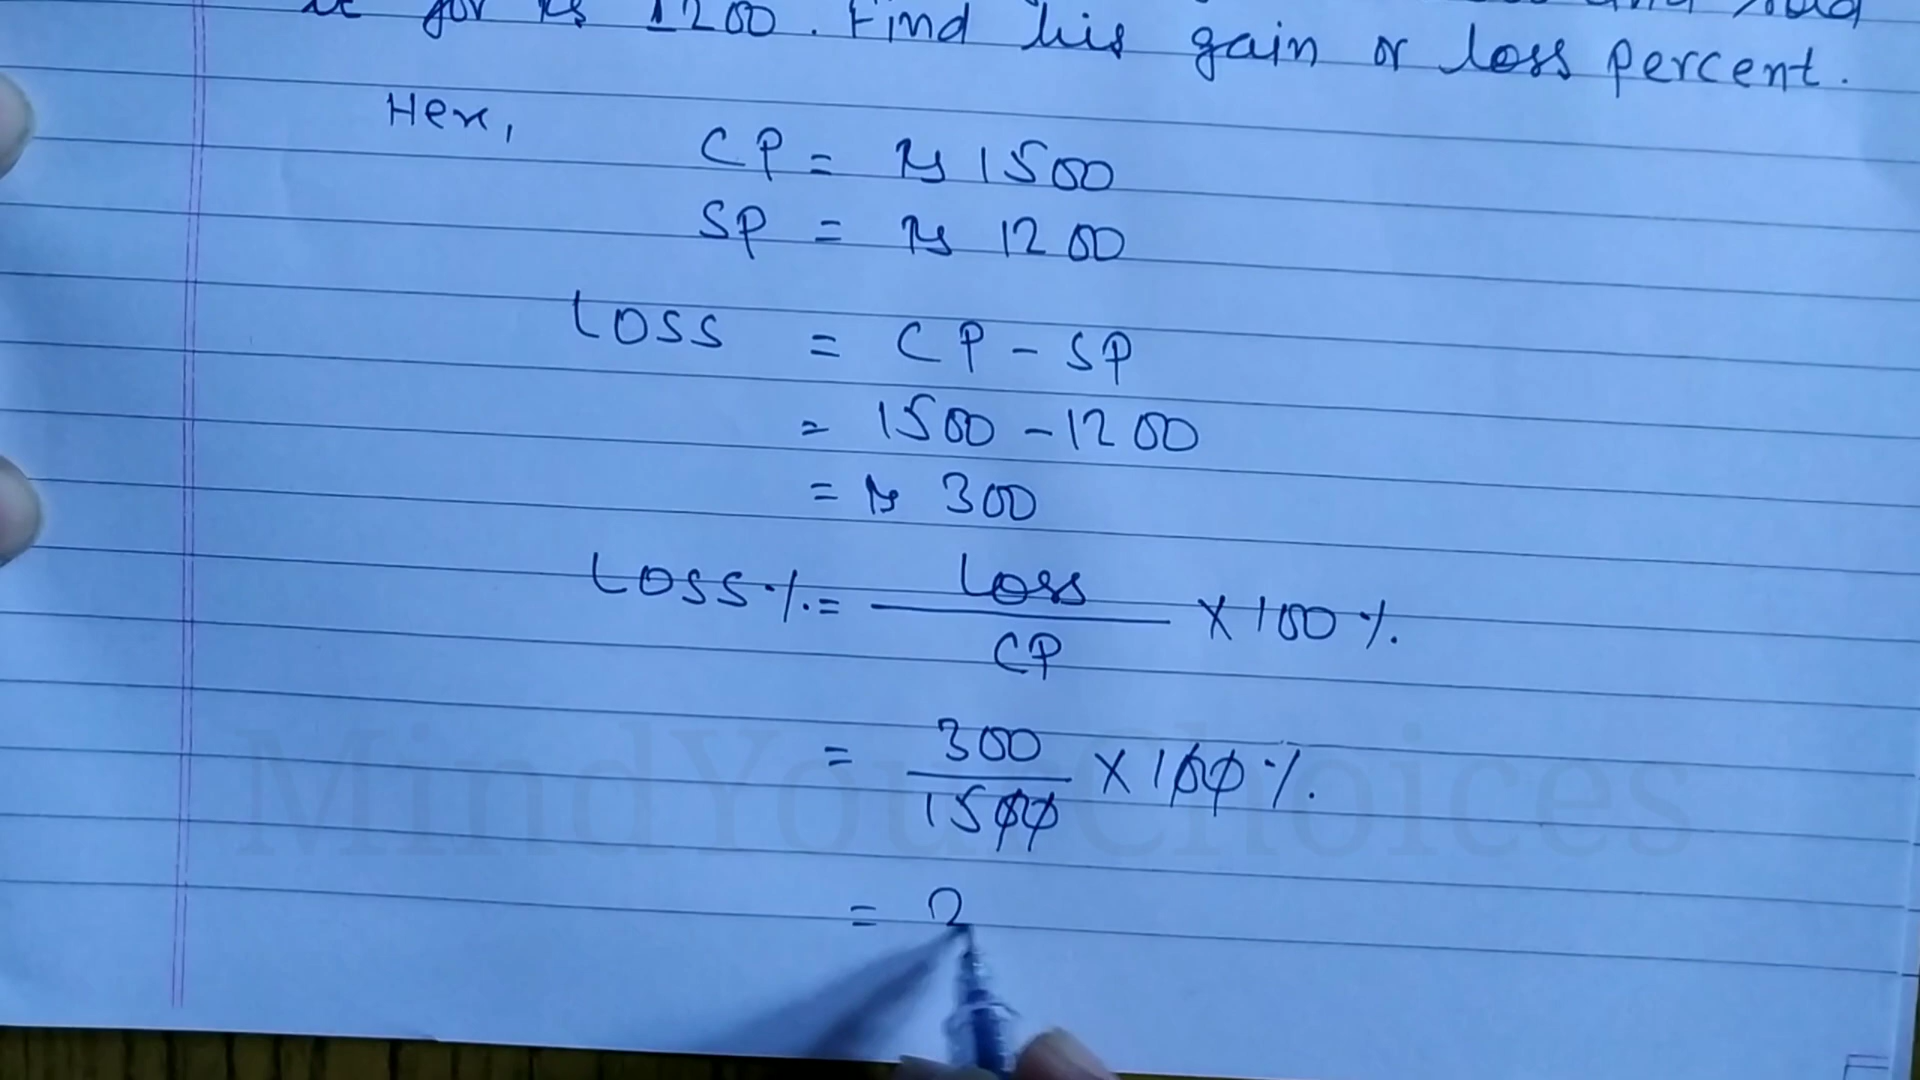 it for Rs 1200. Find his gain or loss percent.
Here,
CP = Rs 1500
SP = Rs 1200
Loss = CP - SP
= 1500 - 1200
= Rs 300
Loss % = Loss / CP × 100 %
= 300 / 1500 × 100 %
= 2
MindYourChoices